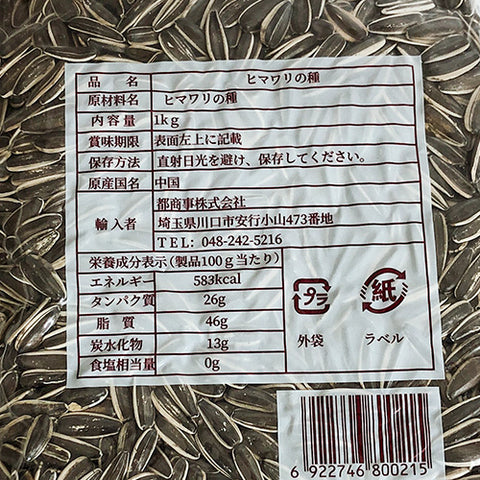 品名 ヒマワリの種
原材料名 ヒマワリの種
内容量 1kg
賞味期限 表面左上に記載
保存方法 直射日光を避け、保存してください。
原産国名 中国
輸入者 都商事株式会社
埼玉県川口市安行小山473番地
TEL: 048-242-5216
栄養成分表示(製品100g当たり)
エネルギー 583kcal
タンパク質 26g
脂質 46g
炭水化物 13g
食塩相当量 0g
プラ
外袋
紙
ラベル
6 922746 800215